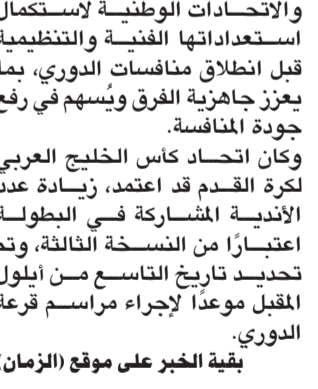 والاتحادات الوطنية لاستكمال
استعداداتها الفنية والتنظيمية
قبل انطلاق منافسات الدوري، بما
يعزز جاهزية الفرق ويُسهم في رفع
جودة المنافسة.
وكان اتحاد كأس الخليج العربي
لكرة القدم قد اعتمد، زيادة عدد
الأندية المشاركة في البطولة
اعتبارًا من النسخة الثالثة، وتم
تحديد تاريخ التاسع من أيلول
المقبل موعدًا لإجراء مراسم قرعة
الدوري.
بقية الخبر على موقع (الزمان)